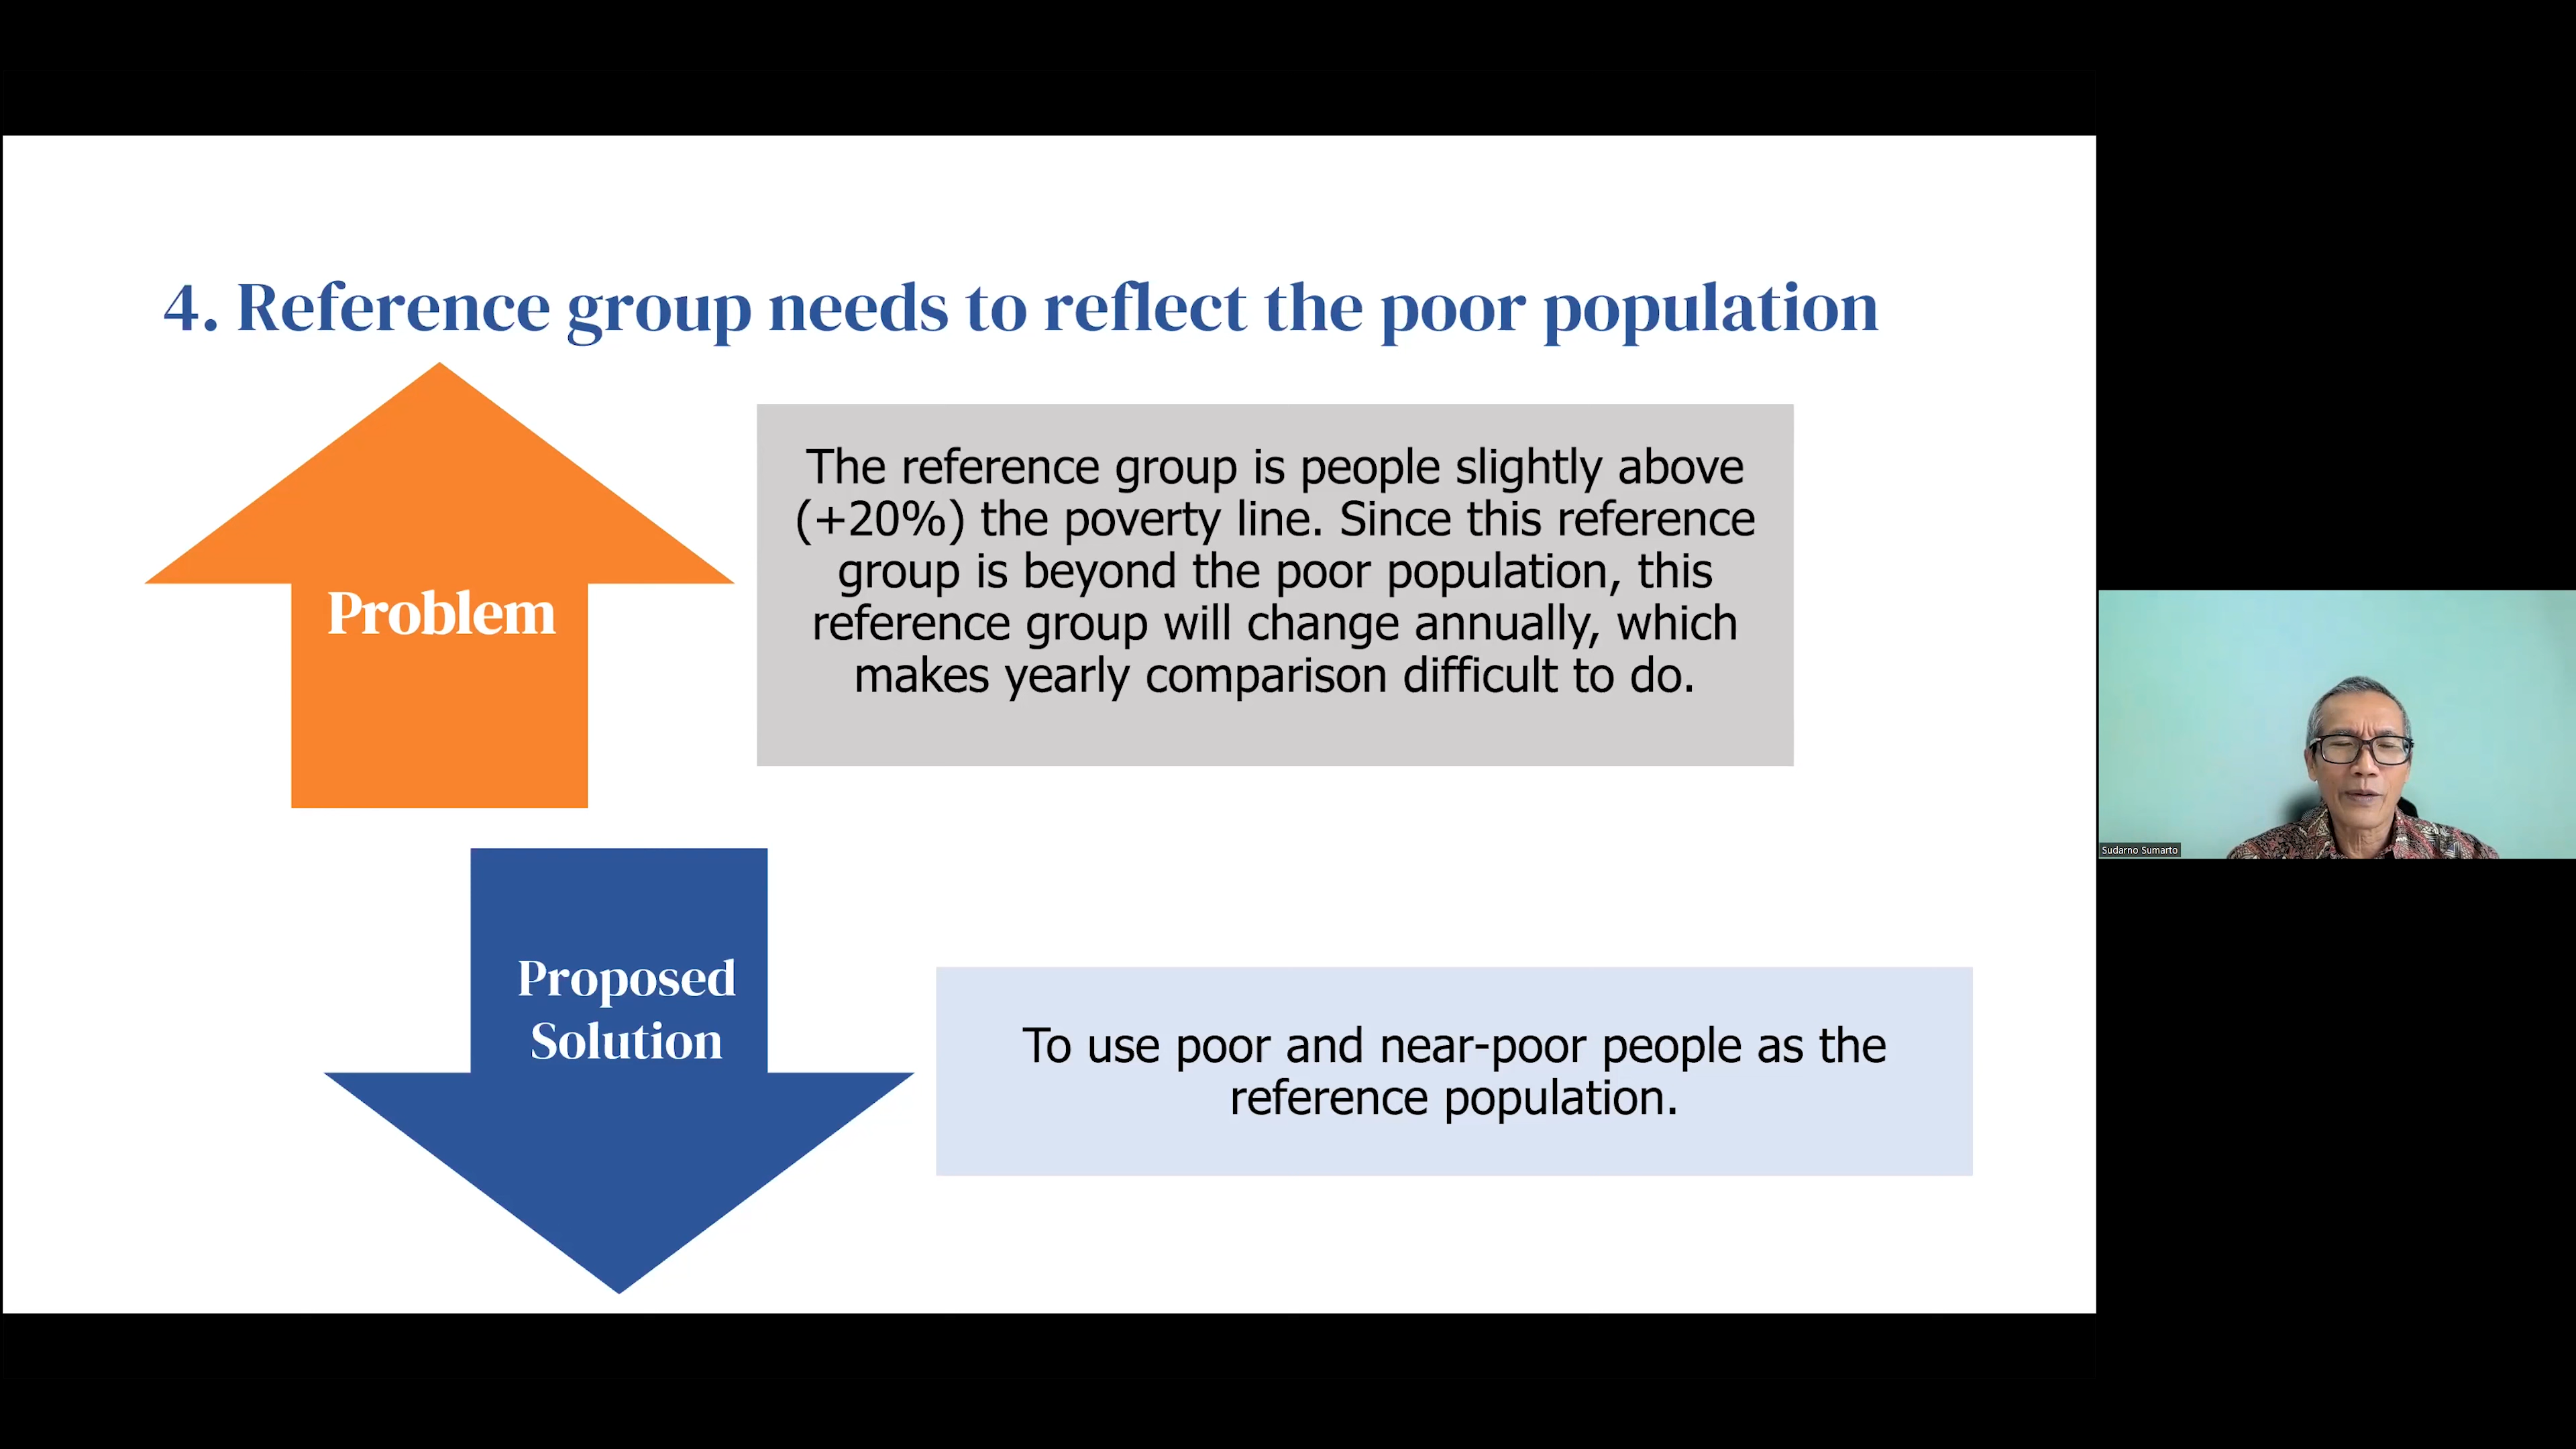 4. Reference group needs to reflect the poor population
Problem
The reference group is people slightly above
(+20%) the poverty line. Since this reference
group is beyond the poor population, this
reference group will change annually, which
makes yearly comparison difficult to do.
Proposed
Solution
To use poor and near-poor people as the
reference population.
Sudarno Sumarto